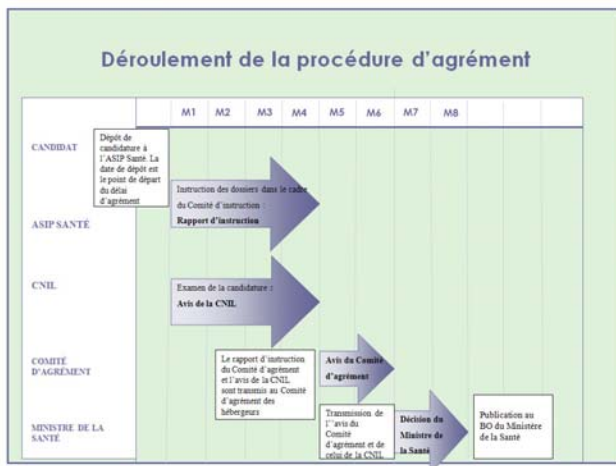 Déroulement de la procédure d'agrément
M1 M2 M3 M4 M5 M6 M7 M8
CANDIDAT
Dépôt de
candidature à
l'ASIP Santé. La
date de dépôt est
le point de départ
du délai
d'agrément
ASIP SANTÉ
Instruction des dossiers dans le cadre
du Comité d'instruction :
Rapport d'instruction
CNIL
Examen de la candidature :
Avis de la CNIL
COMITÉ
D'AGRÉMENT
Le rapport d'instruction
du Comité d'agrément
et l'avis de la CNIL
sont transmis au Comité
d'agrément des
hébergeurs
Avis du Comité
d'agrément
MINISTRE DE LA
SANTÉ
Transmission de
l''avis du
Comité
d'agrément et de
celui de la CNIL
Décision du
Ministre de
la Santé
Publication au
BO du Ministère
de la Santé